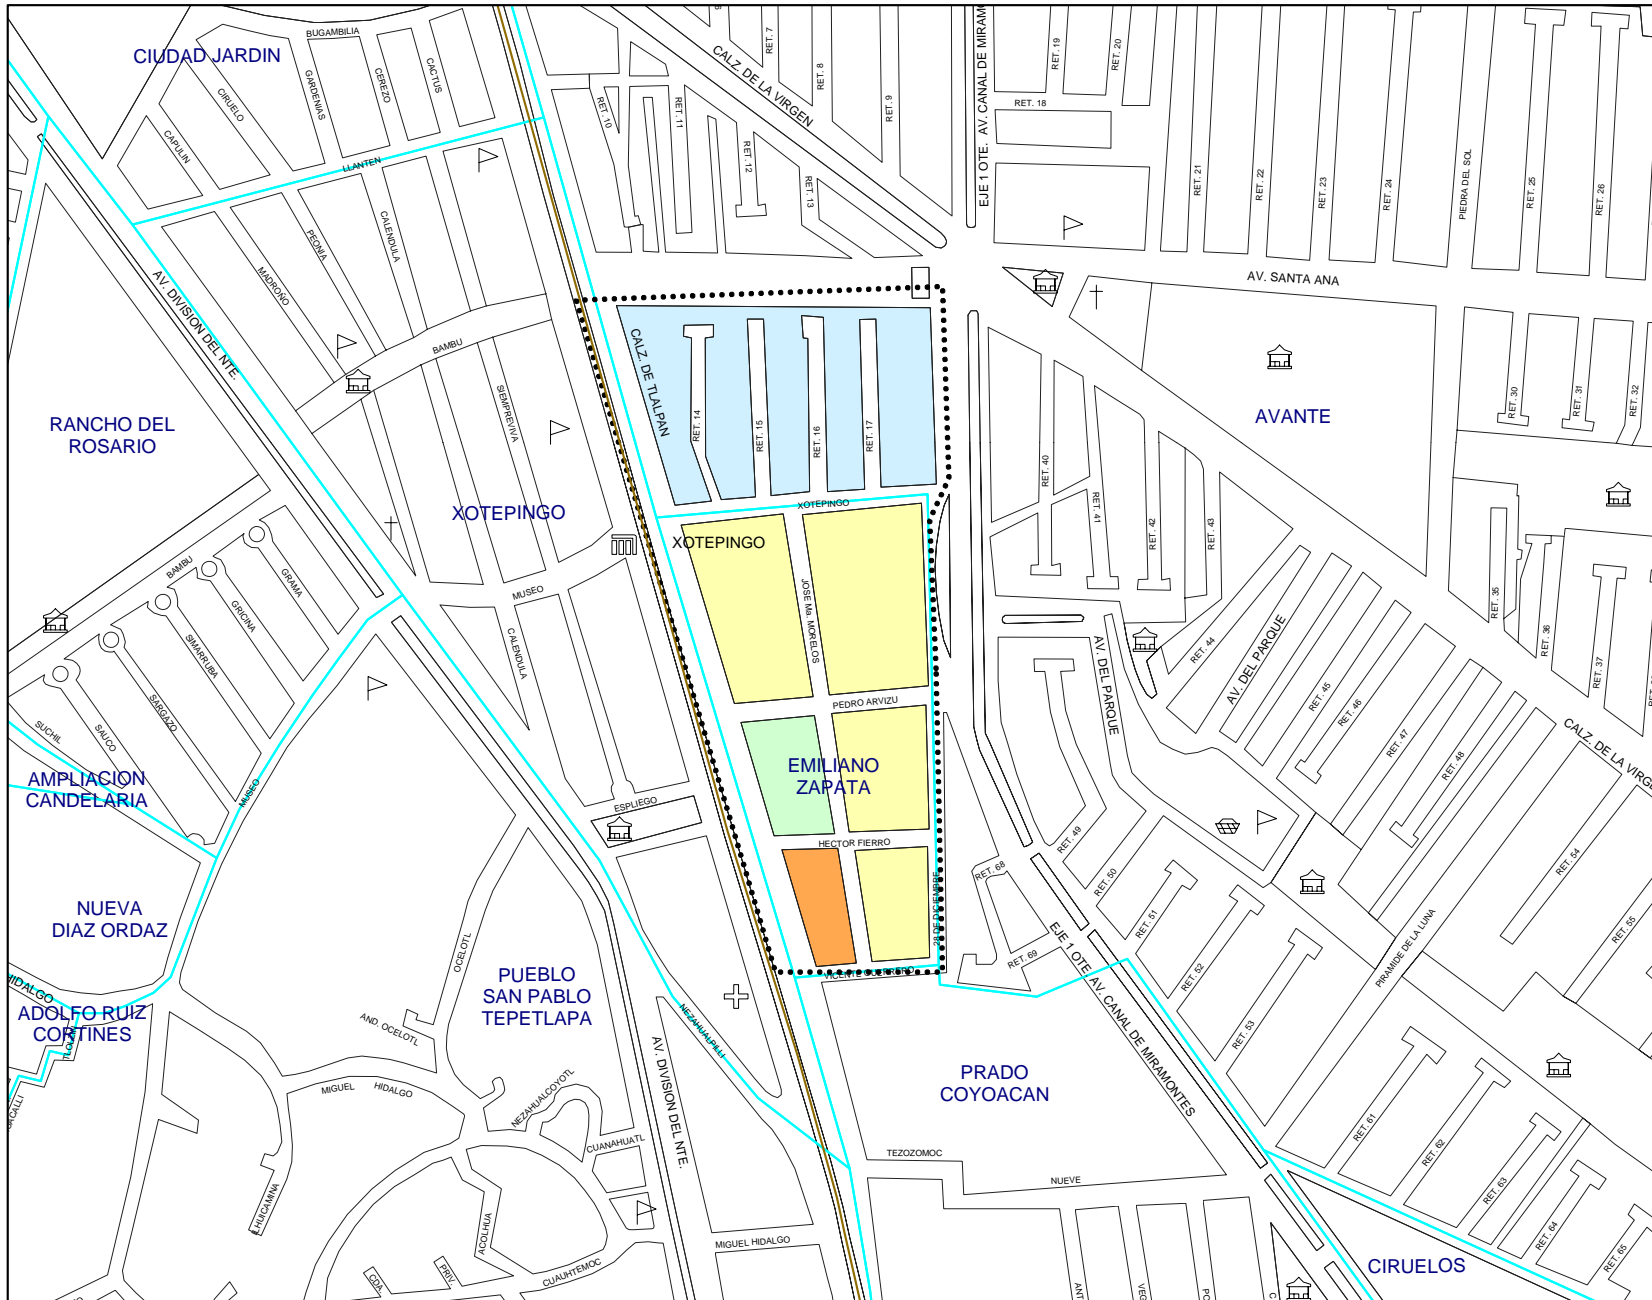 CIUDAD JARDIN
BUGAMBILIA
GARDENIAS
CEREZO
CACTUS
CIRUELO
CAPULIN
LLANTEN
RET. 7
RET. 8
RET. 9
CALZ. DE LA VIRGEN
RET. 10
RET. 11
RET. 12
RET. 13
EJE 1 OTE. AV. CANAL DE MIRAM
RET. 19
RET. 20
RET. 18
RET. 21
RET. 22
RET. 23
RET. 24
PIEDRA DEL SOL
RET. 25
RET. 26
MADROÑO
PEONIA
CALENDULA
AV. DIVISION DEL NTE.
BAMBU
SIEMPREVIVA
AV. SANTA ANA
CALZ. DE TLALPAN
RET. 14
RET. 15
RET. 16
RET. 17
RET. 30
RET. 31
RET. 32
RANCHO DEL
ROSARIO
AVANTE
XOTEPINGO
XOTEPINGO
XOTEPINGO
RET. 40
RET. 41
RET. 42
RET. 43
BAMBU
GRAMA
GRICINA
SIMARRUBA
SARGAZO
SAUCO
SUCHIL
MUSEO
CALENDULA
JOSE Ma. MORELOS
RET. 35
RET. 36
RET. 37
RET. 44
AV. DEL PARQUE
AV. DEL PARQUE
RET. 45
RET. 46
RET. 47
RET. 48
CALZ. DE LA VIRGE
PEDRO ARVIZU
EMILIANO
ZAPATA
AMPLIACION
CANDELARIA
MUSEO
ESPLIEGO
HECTOR FIERRO
28 DE DICIEMBRE
RET. 49
RET. 50
RET. 51
RET. 52
RET. 53
RET. 54
RET. 55
RET. 68
RET. 69
PIRAMIDE DE LA LUNA
EJE 1 OTE. AV. CANAL DE MIRAMONTES
NUEVA
DIAZ ORDAZ
OCELOTL
PUEBLO
SAN PABLO
TEPETLAPA
VICENTE GUERRERO
HIDALGO
ADOLFO RUIZ
CORTINES
AND. OCELOTL
NEZAHUALPILLI
AV. DIVISION DEL NTE.
MIGUEL HIDALGO
NEZAHUALCOYOTL
CUANAHUATL
PRADO
COYOACAN
TEZOZOMOC
NUEVE
RET. 61
RET. 62
RET. 63
RET. 64
RET. 65
ACOLHUA
MIGUEL HIDALGO
CUAUHTEMOC
CDA.
PRIV.
CIRUELOS
ANT
VEG